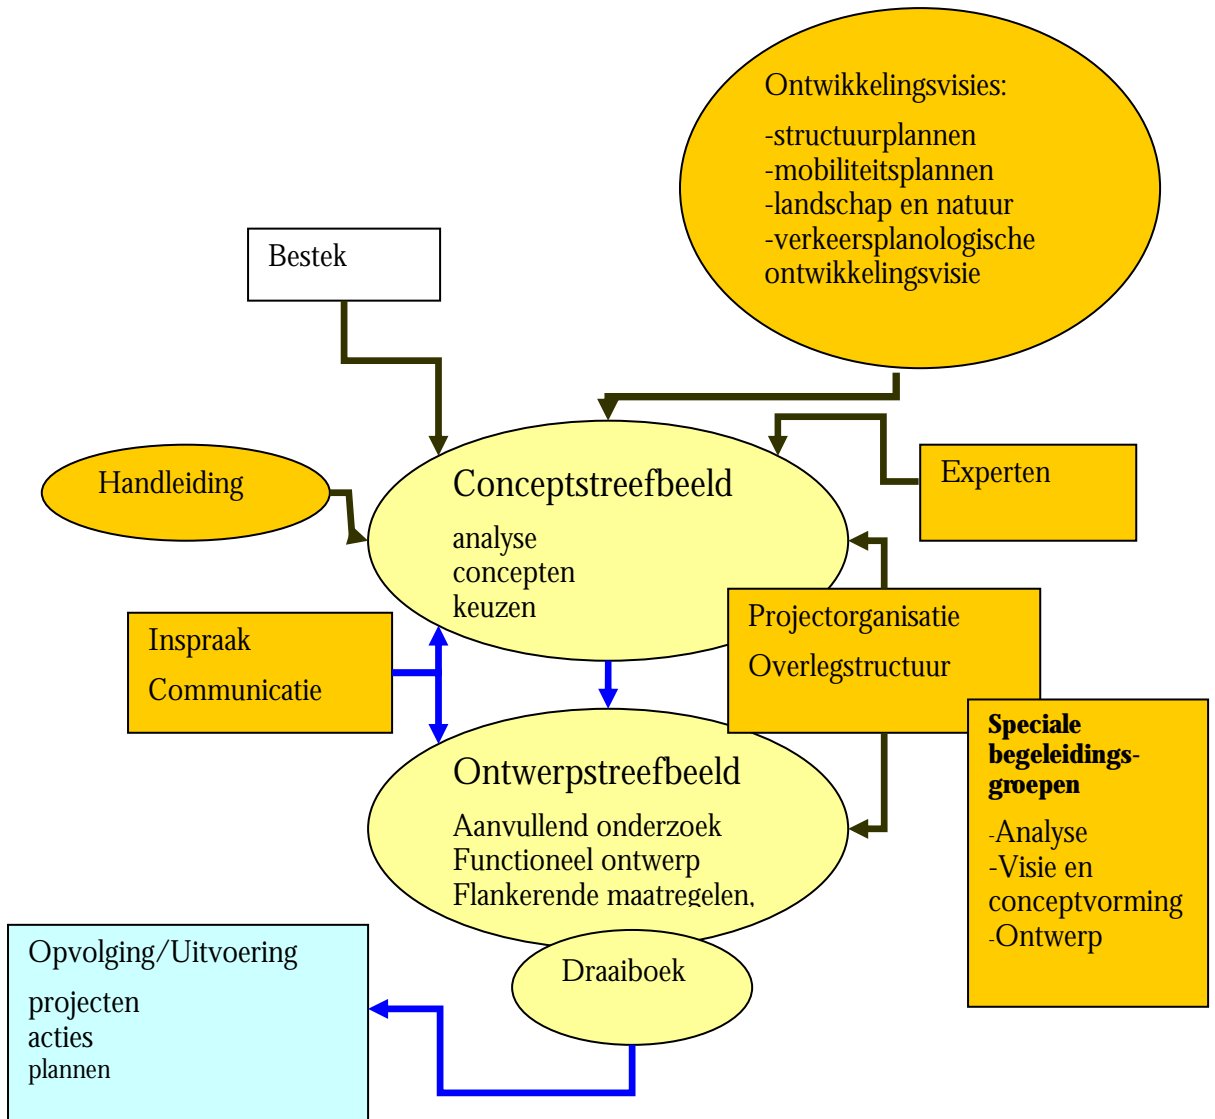 Ontwikkelingsvisies:
-structuurplannen
-mobiliteitsplannen
-landschap en natuur
-verkeersplanologische
ontwikkelingsvisie
Bestek
Handleiding
Conceptstreefbeeld
analyse
concepten
keuzen
Experten
Inspraak
Communicatie
Projectorganisatie
Overlegstructuur
Speciale
begeleidings-
groepen
-Analyse
-Visie en
conceptvorming
-Ontwerp
Ontwerpstreefbeeld
Aanvullend onderzoek
Functioneel ontwerp
Flankerende maatregelen,
Draaiboek
Opvolging/Uitvoering
projecten
acties
plannen